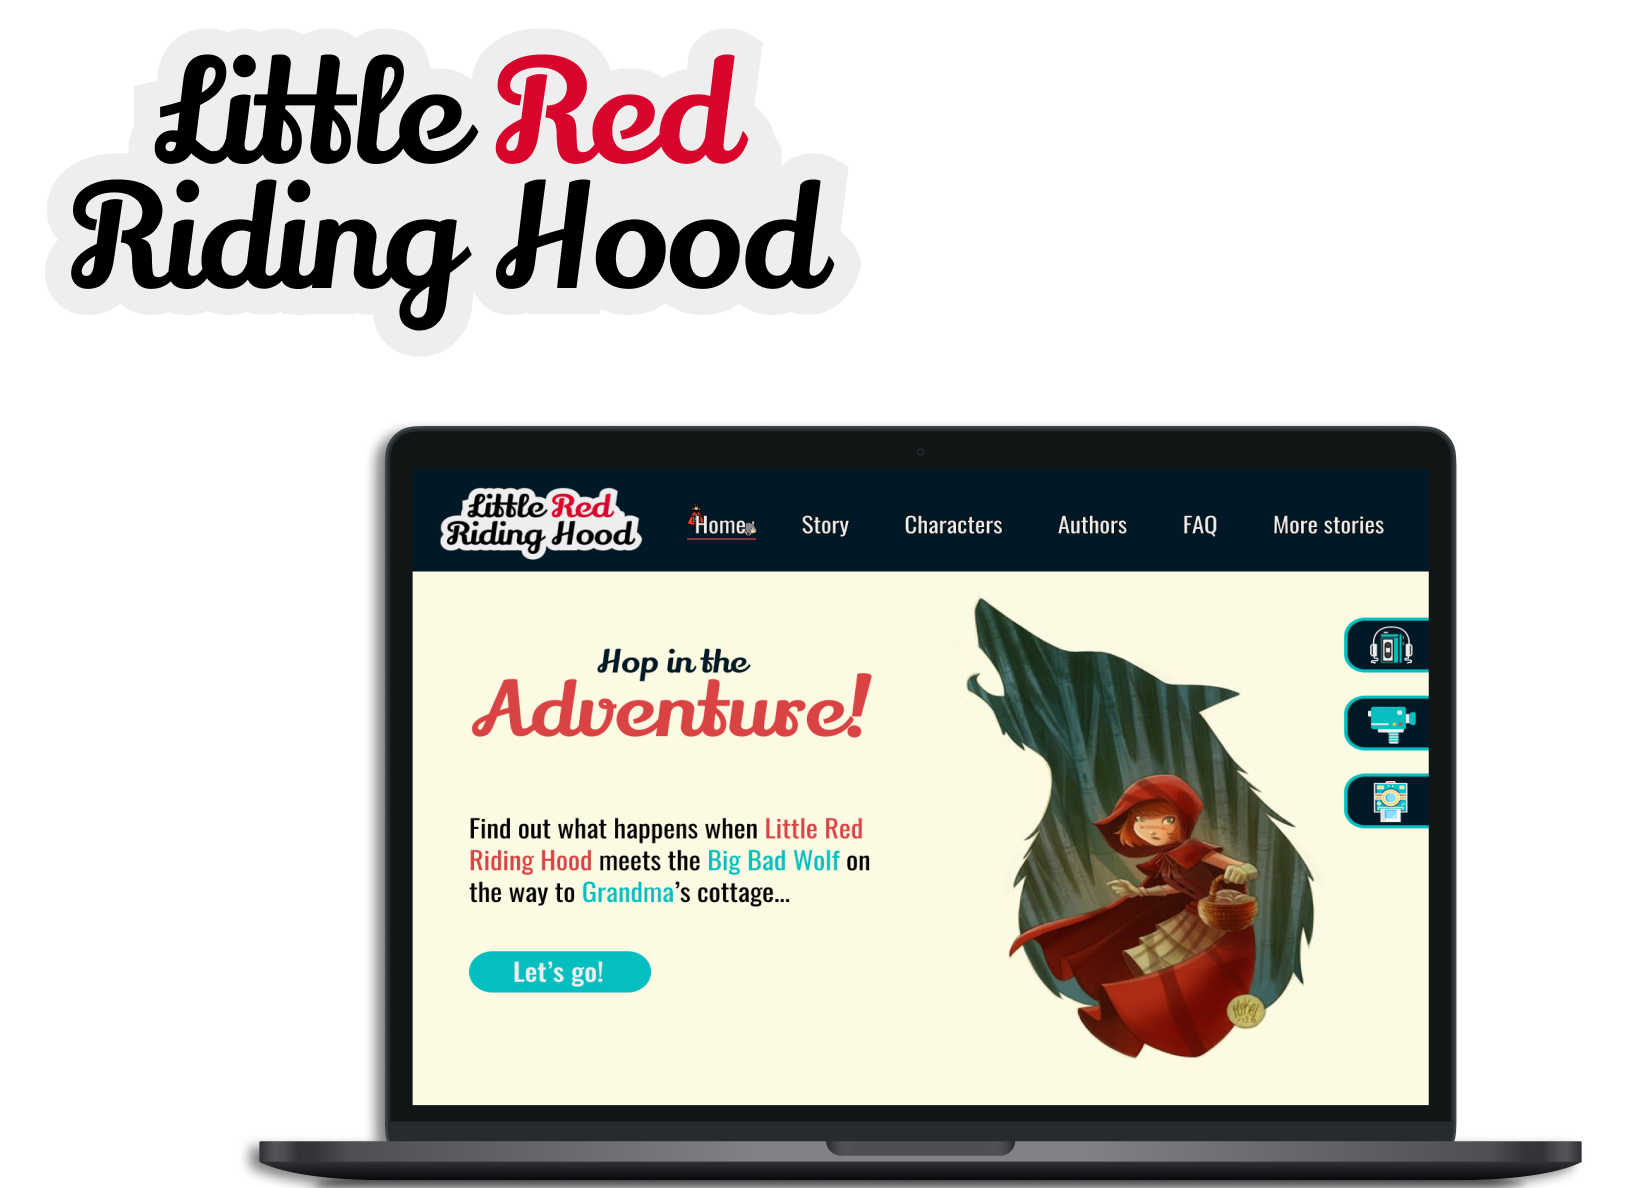 Little Red
Riding Hood
Little Red
Riding Hood
Home
Story
Characters
Authors
FAQ
More stories
Hop in the
Adventure!
Find out what happens when Little Red
Riding Hood meets the Big Bad Wolf on
the way to Grandma’s cottage...
Let’s go!